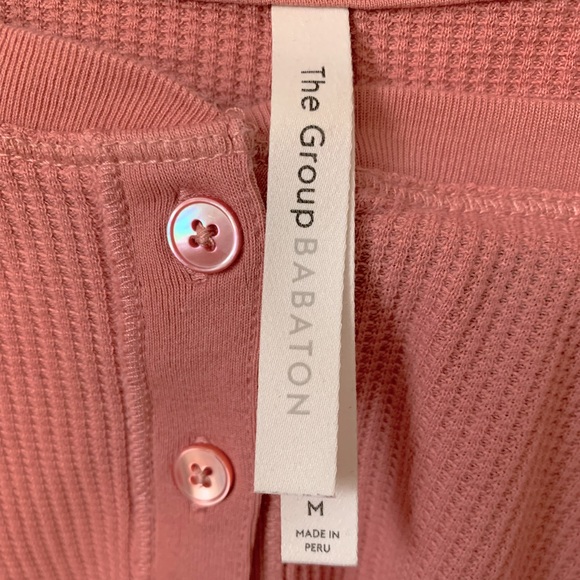 The Group BABATON
M
MADE IN
PERU